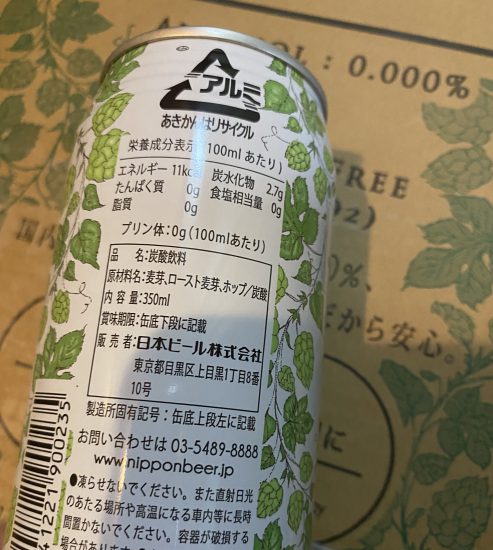 アルミ
あきかんはリサイクル
栄養成分表示(100mlあたり)
エネルギー 11kcal 炭水化物 2.7g
たんぱく質 0g 食塩相当量 0g
脂質 0g
プリン体:0g(100mlあたり)
品 名:炭酸飲料
原材料名:麦芽、ロースト麦芽、ホップ/炭酸
内 容 量:350ml
賞味期限:缶底下段に記載
販 売 者:日本ビール株式会社
東京都目黒区上目黒1丁目8番
10号
製造所固有記号:缶底上段左に記載
お問い合わせは 03-5489-8888
www.nipponbeer.jp
●凍らせないでください。また直射日光
のあたる場所や高温になる車内等に長時
間置かないでください。容器が破損する
場合があります
41221900235
: 0.000%
FREE
国内
%、
だから安心。
に